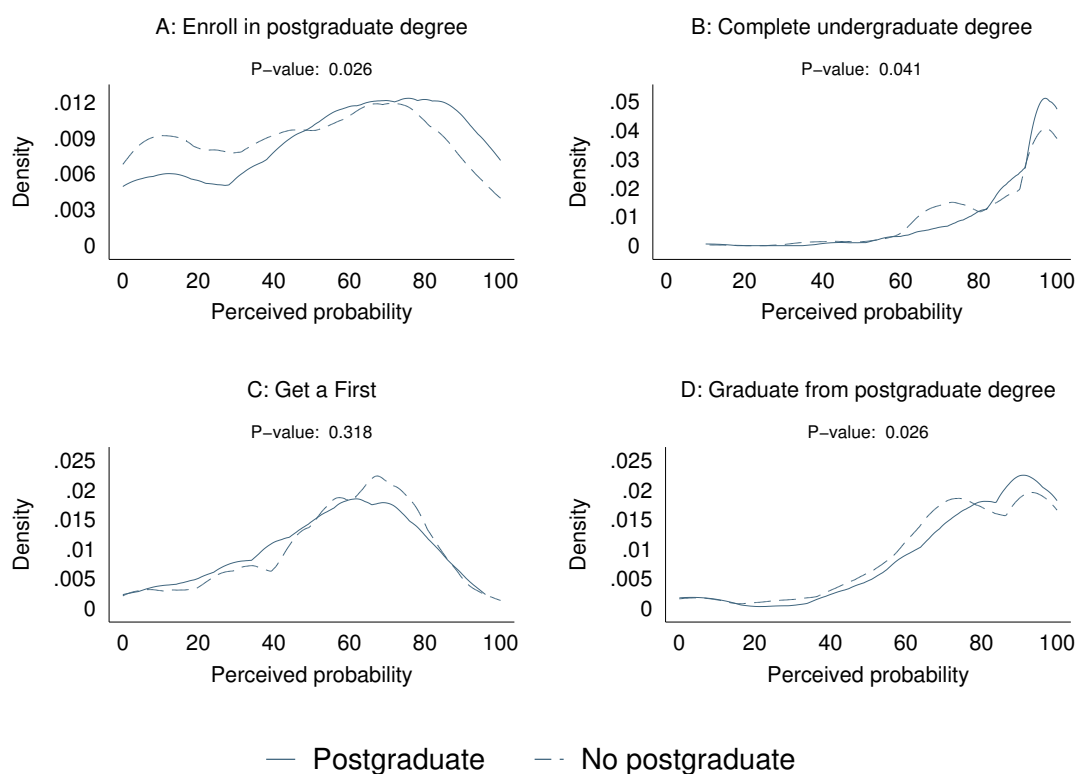 A: Enroll in postgraduate degree
P−value: 0.026
Density
.012
.009
.006
.003
0
0 20 40 60 80 100
Perceived probability
B: Complete undergraduate degree
P−value: 0.041
Density
.05
.04
.03
.02
.01
0
0 20 40 60 80 100
Perceived probability
C: Get a First
P−value: 0.318
Density
.025
.02
.015
.01
.005
0
0 20 40 60 80 100
Perceived probability
D: Graduate from postgraduate degree
P−value: 0.026
Density
.025
.02
.015
.01
.005
0
0 20 40 60 80 100
Perceived probability
Postgraduate No postgraduate